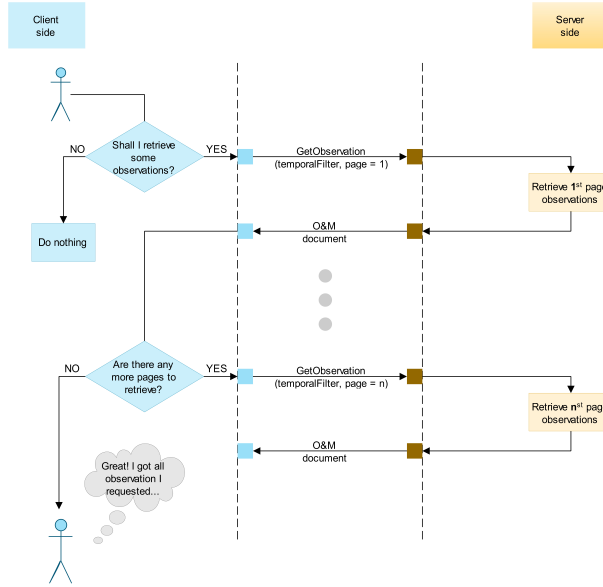 Client
side
Server
side
Shall I retrieve
some
observations?
NO
YES
GetObservation
(temporalFilter, page = 1)
Retrieve 1st page
observations
Do nothing
O&M
document
Are there any
more pages to
retrieve?
NO
YES
GetObservation
(temporalFilter, page = n)
Retrieve nst page
observations
O&M
document
Great! I got all
observation I
requested...